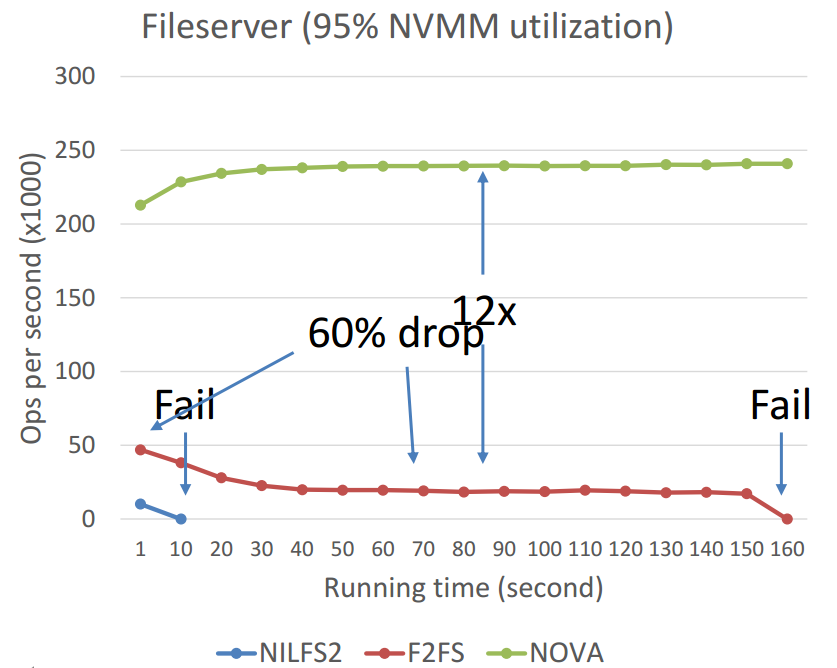 Fileserver (95% NVMM utilization)
Ops per second (x1000)
300
250
200
150
100
50
0
12x
60% drop
Fail
Fail
1 10 20 30 40 50 60 70 80 90 100 110 120 130 140 150 160
Running time (second)
NILFS2 F2FS NOVA